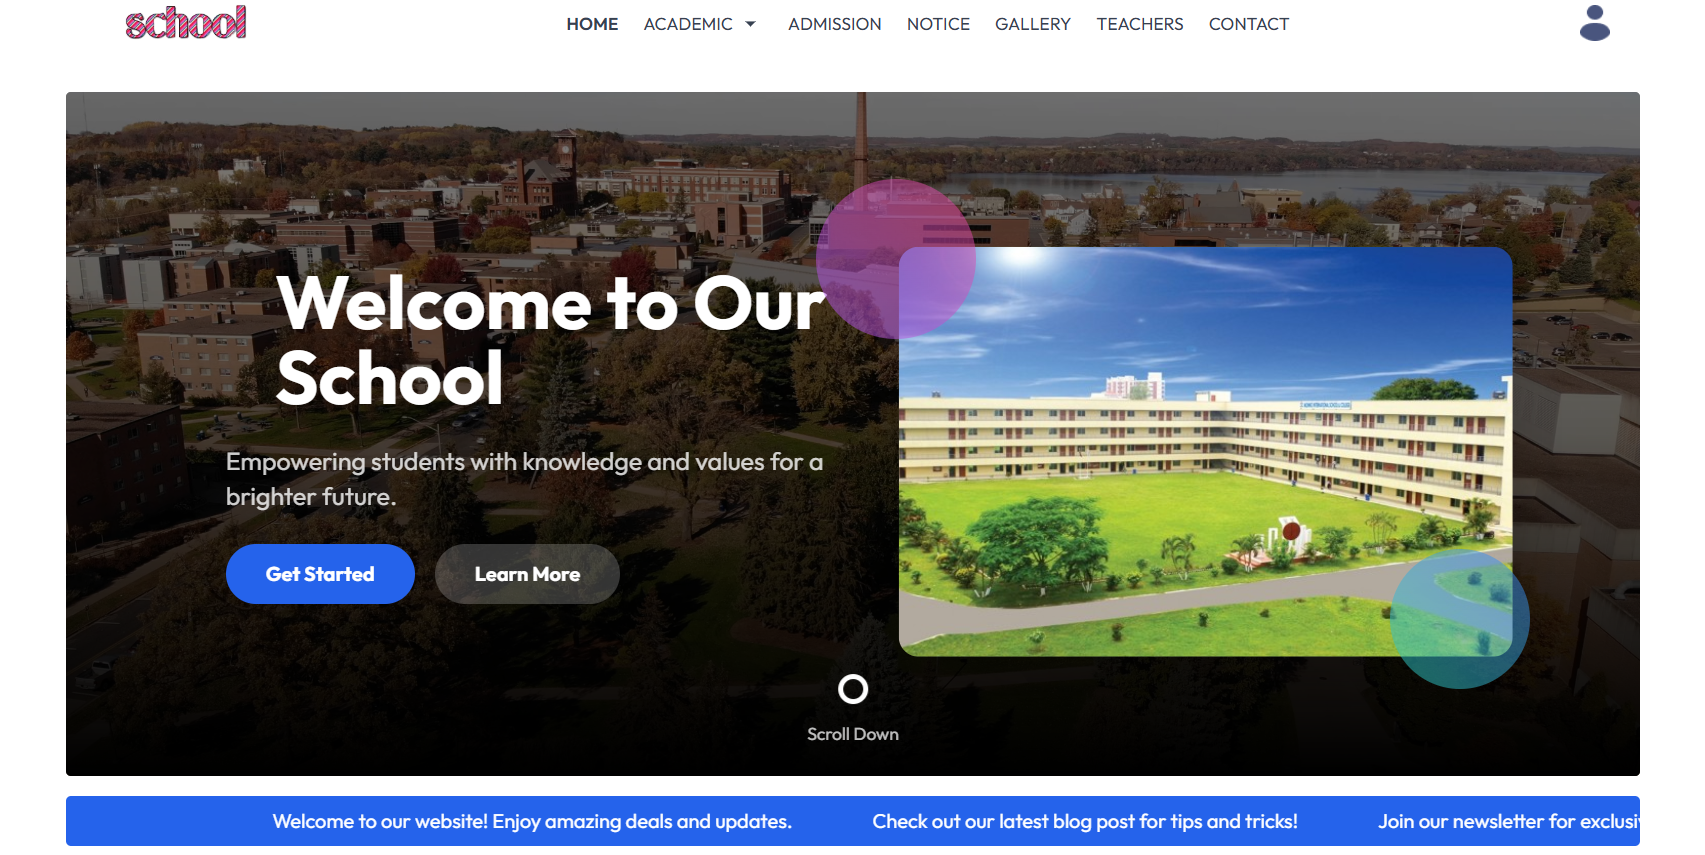 school
HOME ACADEMIC ADMISSION NOTICE GALLERY TEACHERS CONTACT
Welcome to Our
School
Empowering students with knowledge and values for a
brighter future.
Get Started Learn More
Scroll Down
Welcome to our website! Enjoy amazing deals and updates. Check out our latest blog post for tips and tricks! Join our newsletter for